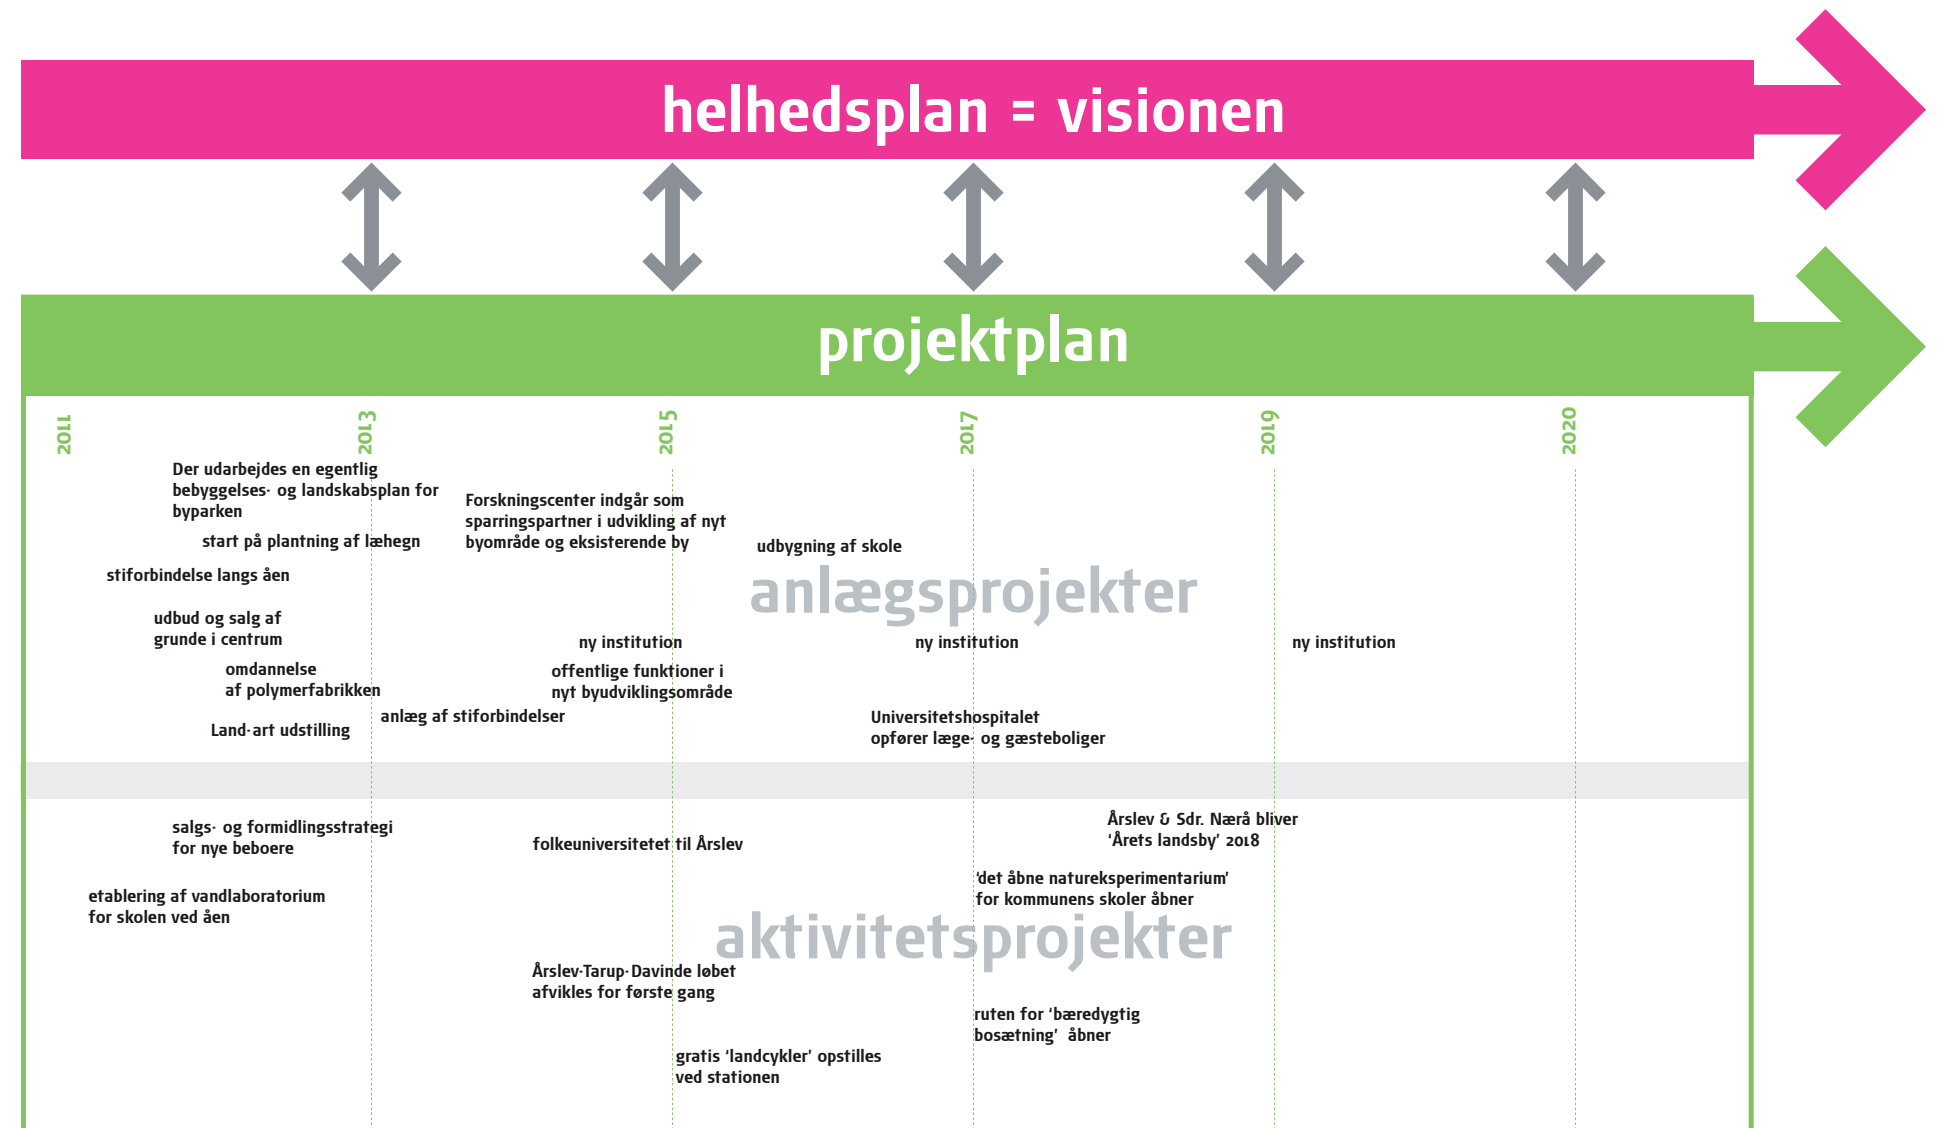 helhedsplan = visionen
projektplan
2011
2013
2015
2017
2019
2020
Der udarbejdes en egentlig
bebyggelses- og landskabsplan for
byparken
Forskningscenter indgår som
sparringspartner i udvikling af nyt
byområde og eksisterende by
start på plantning af læhegn
udbygning af skole
stiforbindelse langs åen
anlægsprojekter
udbud og salg af
grunde i centrum
ny institution
ny institution
ny institution
omdannelse
af polymerfabrikken
offentlige funktioner i
nyt byudviklingsområde
anlæg af stiforbindelser
Land-art udstilling
Universitetshospitalet
opfører læge- og gæsteboliger
salgs- og formidlingsstrategi
for nye beboere
folkeuniversitetet til Årslev
Årslev & Sdr. Nærå bliver
'Årets landsby' 2018
etablering af vandlaboratorium
for skolen ved åen
'det åbne natureksperimentarium'
for kommunens skoler åbner
aktivitetsprojekter
Årslev-Tarup-Davinde løbet
afvikles for første gang
ruten for 'bæredygtig
bosætning' åbner
gratis 'landcykler' opstilles
ved stationen